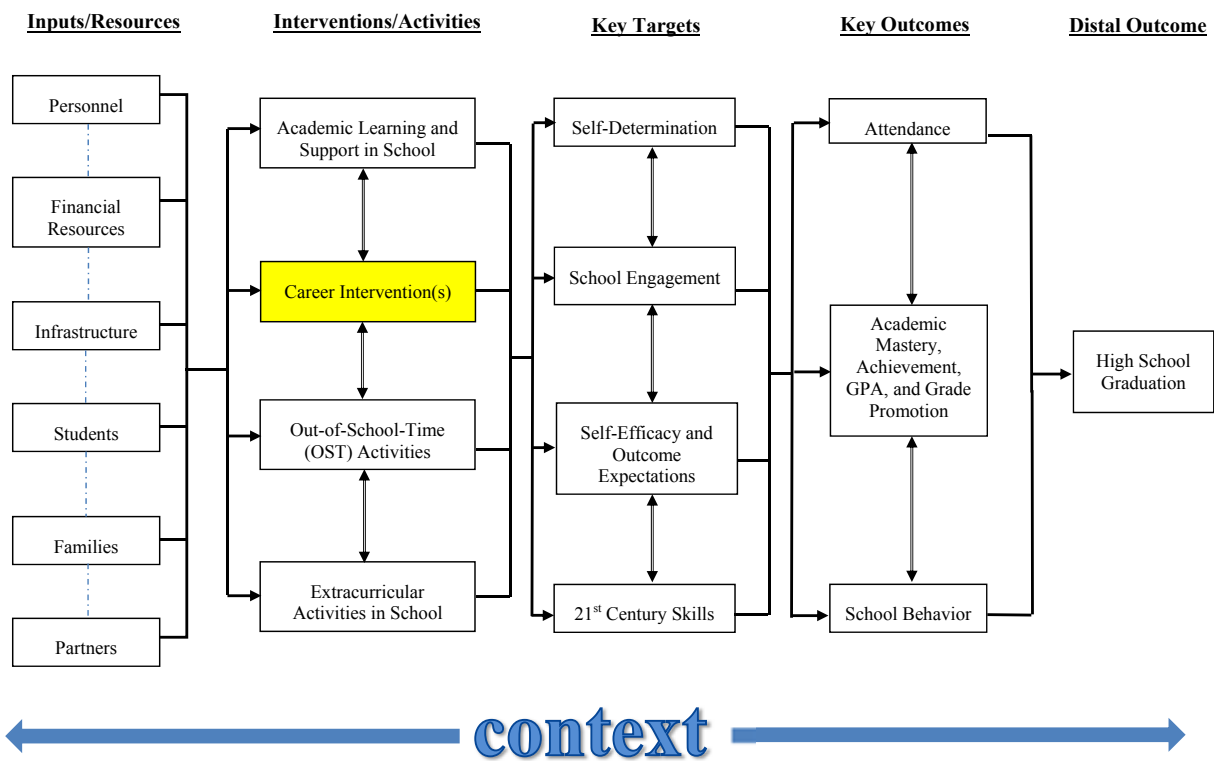 Inputs/Resources
Interventions/Activities
Key Targets
Key Outcomes
Distal Outcome
Personnel
Financial
Resources
Infrastructure
Students
Families
Partners
Academic Learning and
Support in School
Career Intervention(s)
Out-of-School-Time
(OST) Activities
Extracurricular
Activities in School
Self-Determination
School Engagement
Self-Efficacy and
Outcome
Expectations
21st Century Skills
Attendance
Academic
Mastery,
Achievement,
GPA, and Grade
Promotion
School Behavior
High School
Graduation
context